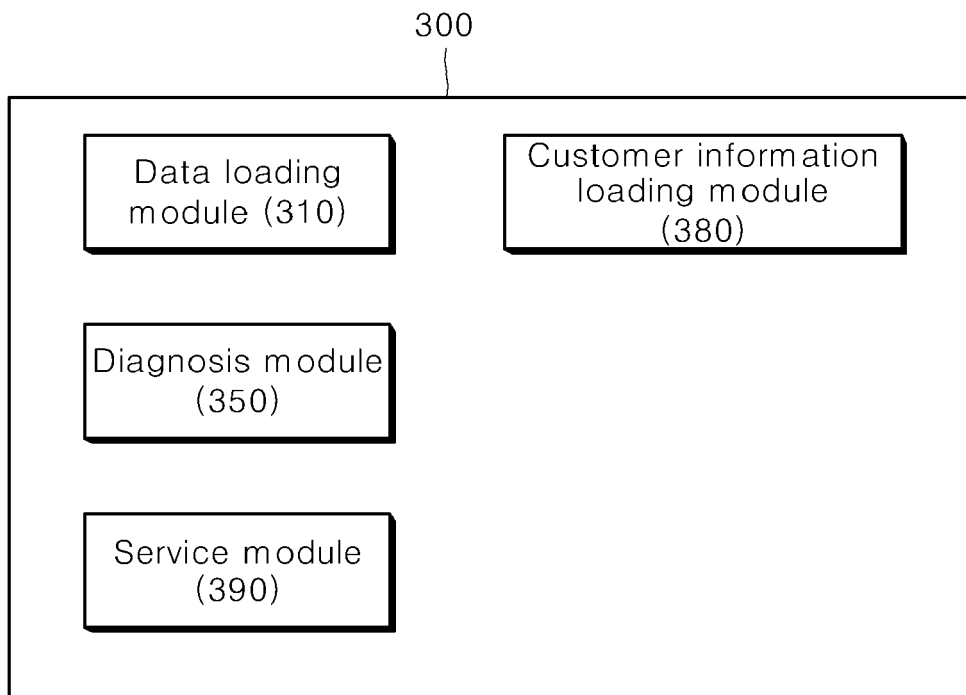 300
Data loading
module (310)
Customer information
loading module
(380)
Diagnosis module
(350)
Service module
(390)